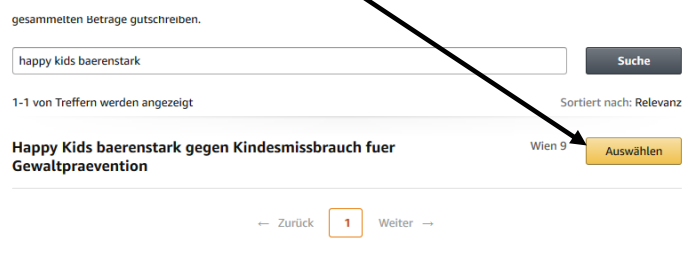 gesammelten Beträge gutschreiben.
happy kids baerenstark
Suche
1-1 von Treffern werden angezeigt
Sortiert nach: Relevanz
Happy Kids baerenstark gegen Kindesmissbrauch fuer
Gewaltpraevention
Wien 9
Auswählen
← Zurück 1 Weiter →